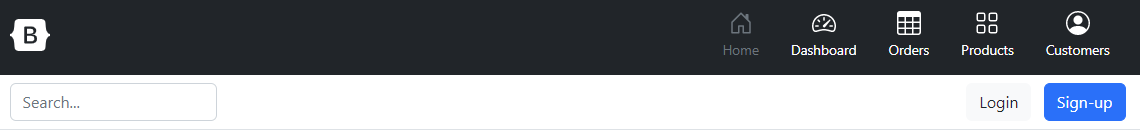 B
Home Dashboard Orders Products Customers
Search... Login Sign-up